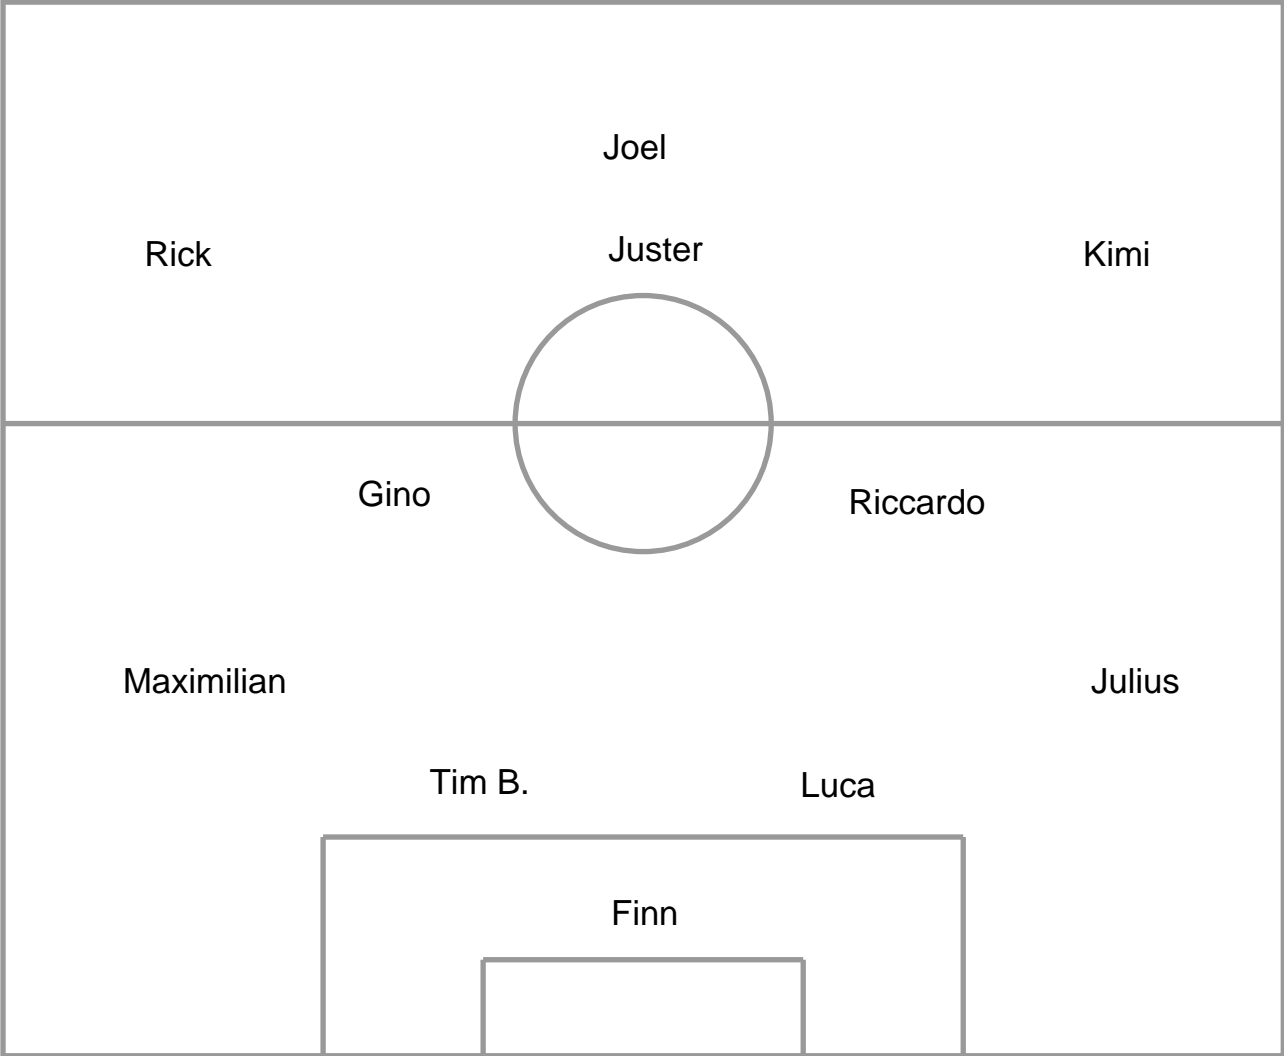 Joel
Rick
Juster
Kimi
Gino
Riccardo
Maximilian
Julius
Tim B.
Luca
Finn